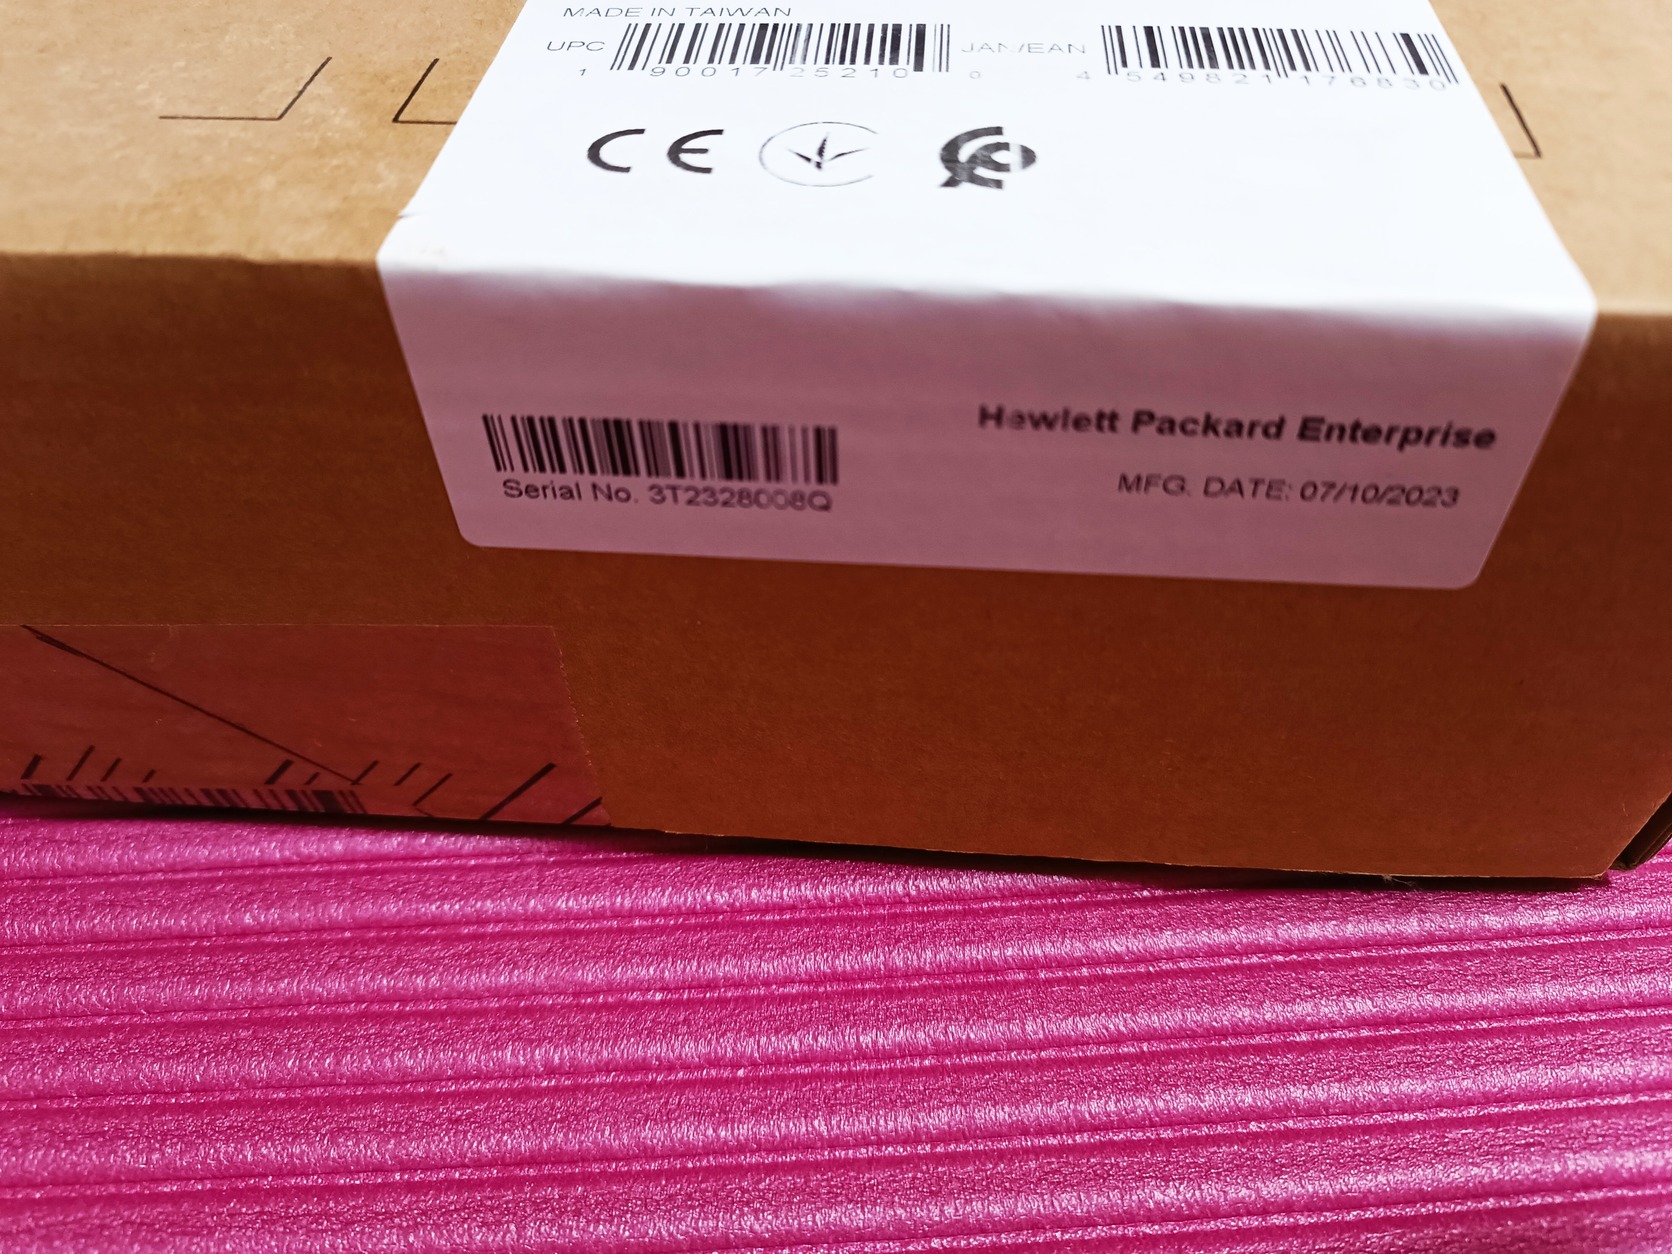 MADE IN TAIWAN
UPC
1 90017 25210 0
JAN/EAN
4 549821 176830
CE
Hewlett Packard Enterprise
Serial No. 3T2328008Q
MFG. DATE: 07/10/2023